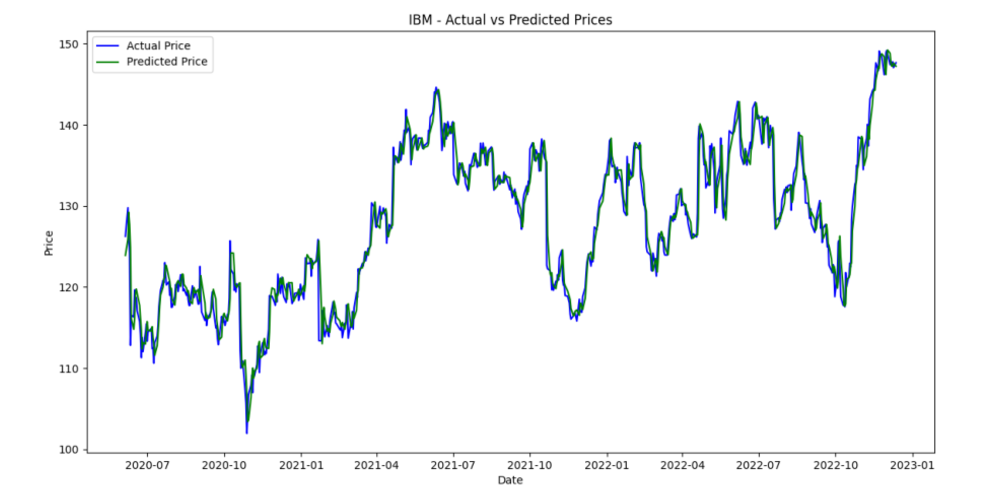 IBM - Actual vs Predicted Prices
Actual Price
Predicted Price
Price
150
140
130
120
110
100
2020-07 2020-10 2021-01 2021-04 2021-07 2021-10 2022-01 2022-04 2022-07 2022-10 2023-01
Date